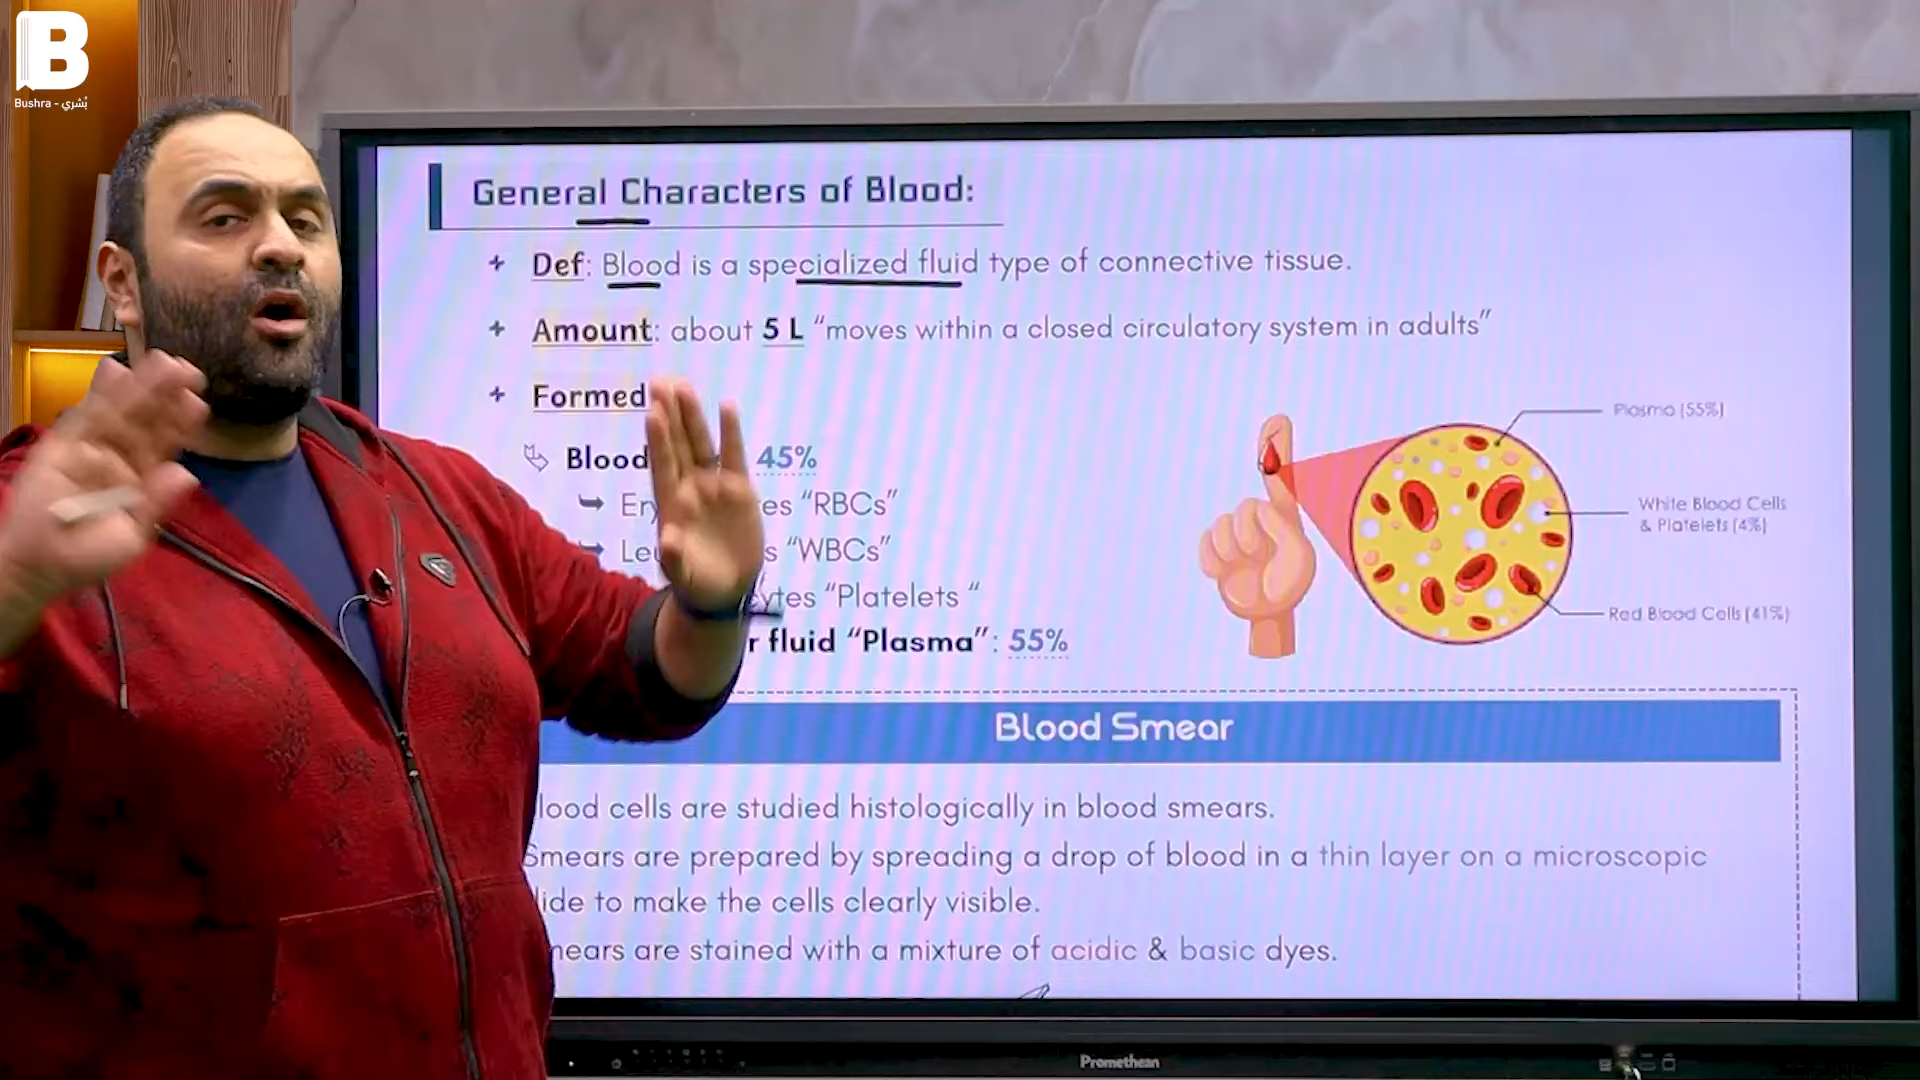 B
Bushra - بُشري
General Characters of Blood:
+ Def: Blood is a specialized fluid type of connective tissue.
+ Amount: about 5 L “moves within a closed circulatory system in adults”
+ Formed
Blood 45%
“RBCs”
“WBCs”
“Platelets “
fluid “Plasma”: 55%
Plasma (55%)
White Blood Cells
& Platelets (4%)
Red Blood Cells (41%)
Blood Smear
lood cells are studied histologically in blood smears.
Smears are prepared by spreading a drop of blood in a thin layer on a microscopic
lide to make the cells clearly visible.
mears are stained with a mixture of acidic & basic dyes.
Promethean